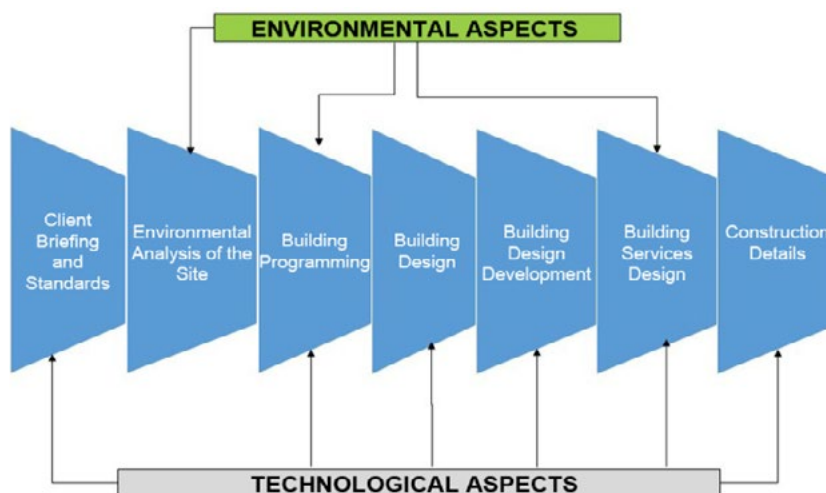 ENVIRONMENTAL ASPECTS
Client
Briefing
and
Standards
Environmental
Analysis of the
Site
Building
Programming
Building
Design
Building
Design
Development
Building
Services
Design
Construction
Details
TECHNOLOGICAL ASPECTS